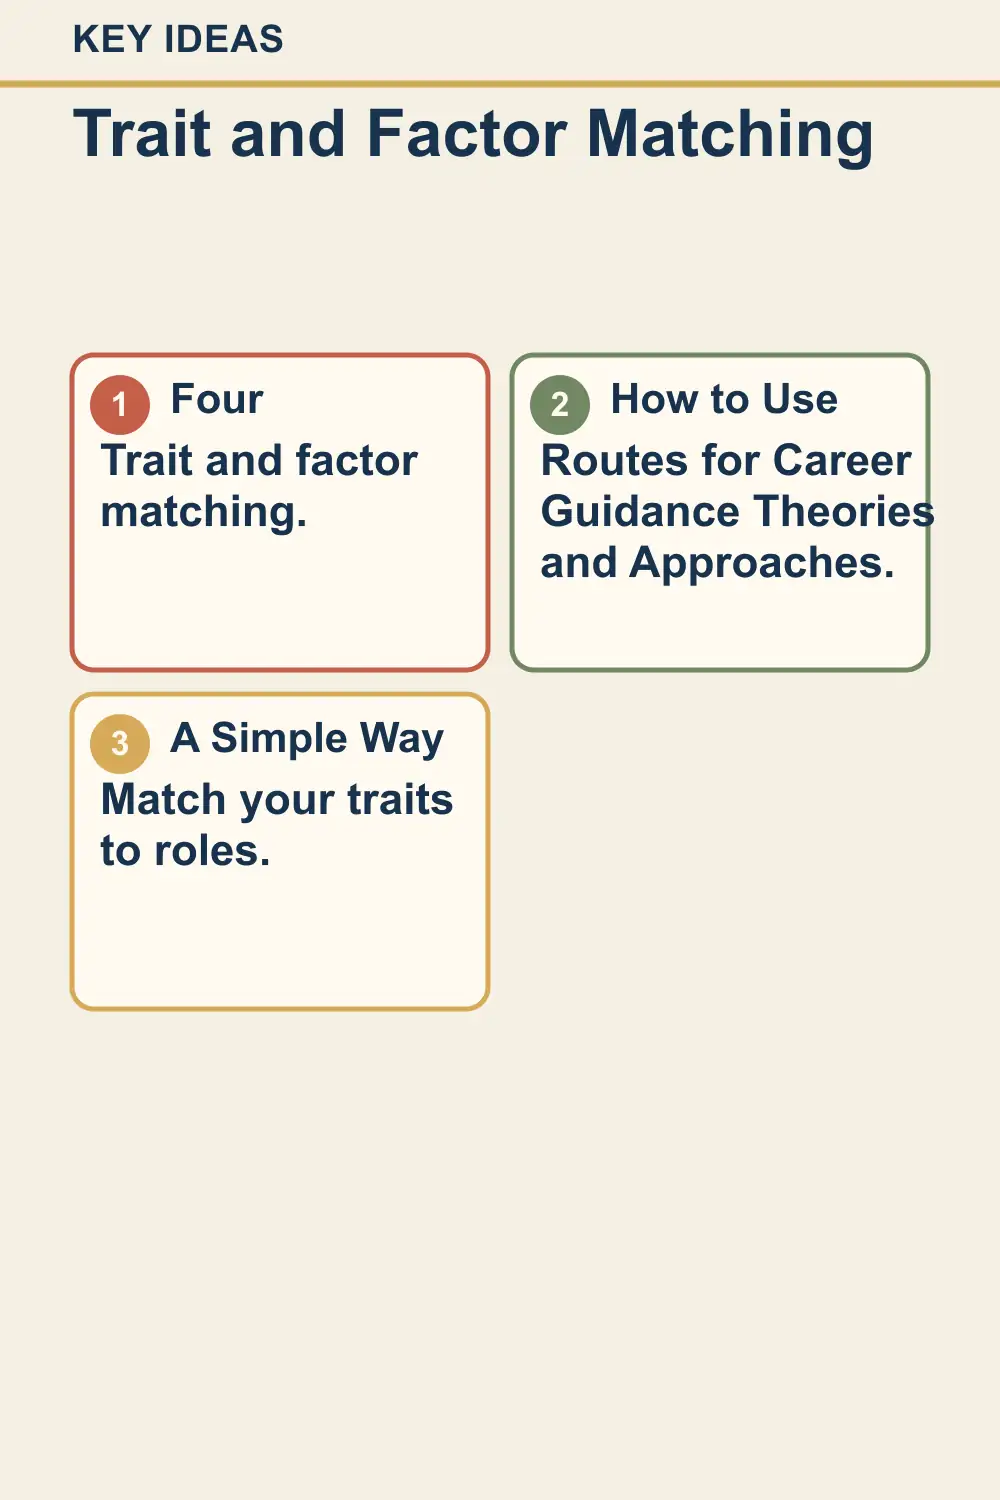 KEY IDEAS
Trait and Factor Matching
1 Four
Trait and factor
matching.
2 How to Use
Routes for Career
Guidance Theories
and Approaches.
3 A Simple Way
Match your traits
to roles.